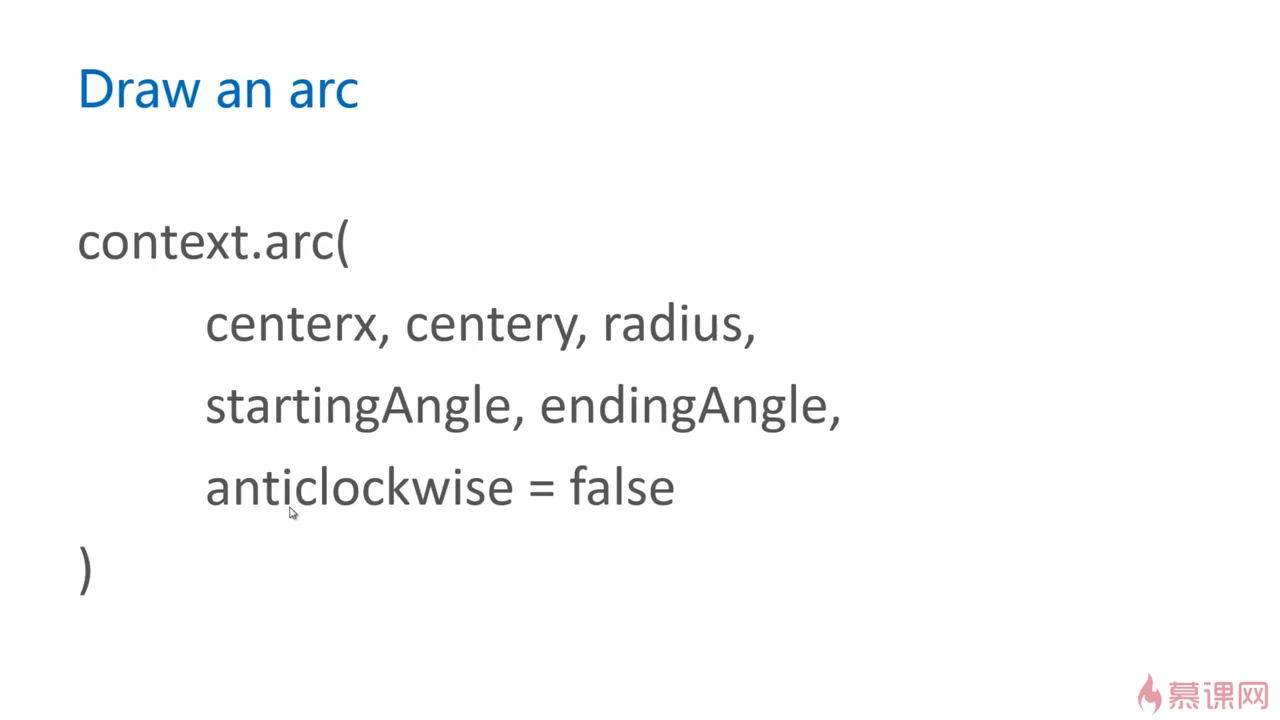 Draw an arc
context.arc(
centerx, centery, radius,
startingAngle, endingAngle,
anticlockwise = false
)
慕课网